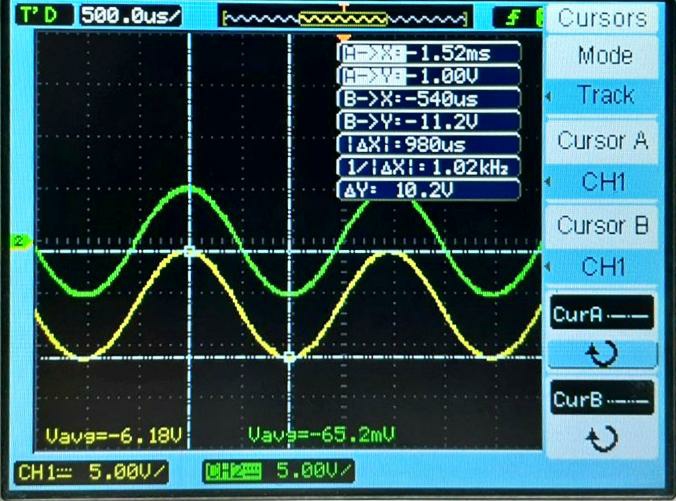 T'D 500.0us/ T
Cursors
Mode
Track
Cursor A
CH1
Cursor B
CH1
CurA
CurB
A->X:-1.52ms
A->Y:-1.00V
B->X:-540us
B->Y:-11.2V
|ΔX|:980us
1/|ΔX|:1.02kHz
ΔY: 10.2V
2
Vavg=-6.18V Vavg=-65.2mV
CH1 5.00V/ CH2 5.00V/